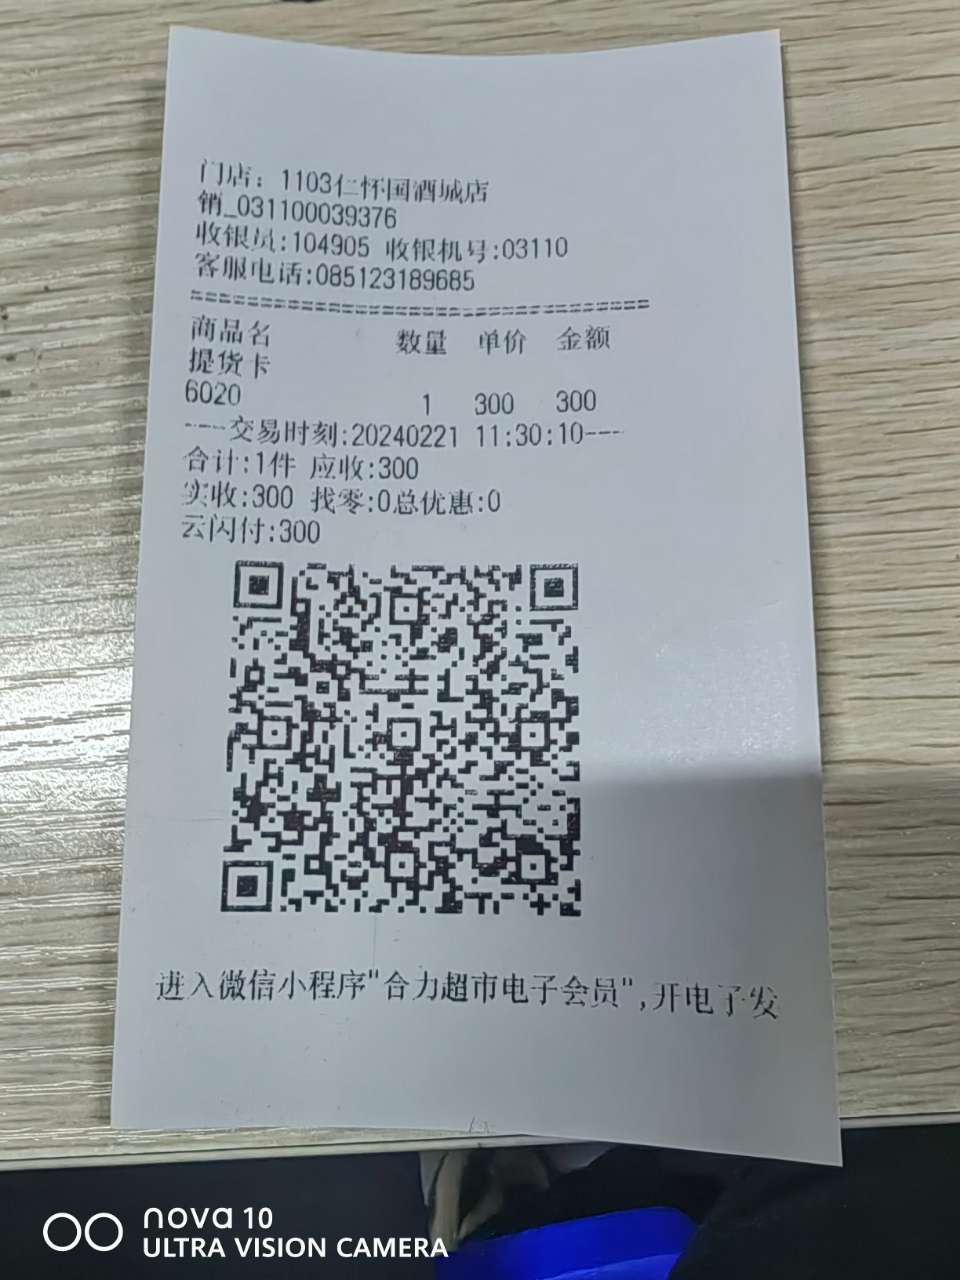 门店：1103仁怀国酒城店
销_031100039376
收银员:104905 收银机号:03110
客服电话:085123189685
==========================================
商品名 数量 单价 金额
提货卡
6020 1 300 300
----交易时刻:20240221 11:30:10----
合计:1件 应收:300
实收:300 找零:0总优惠:0
云闪付:300
进入微信小程序"合力超市电子会员",开电子发
nova 10
ULTRA VISION CAMERA